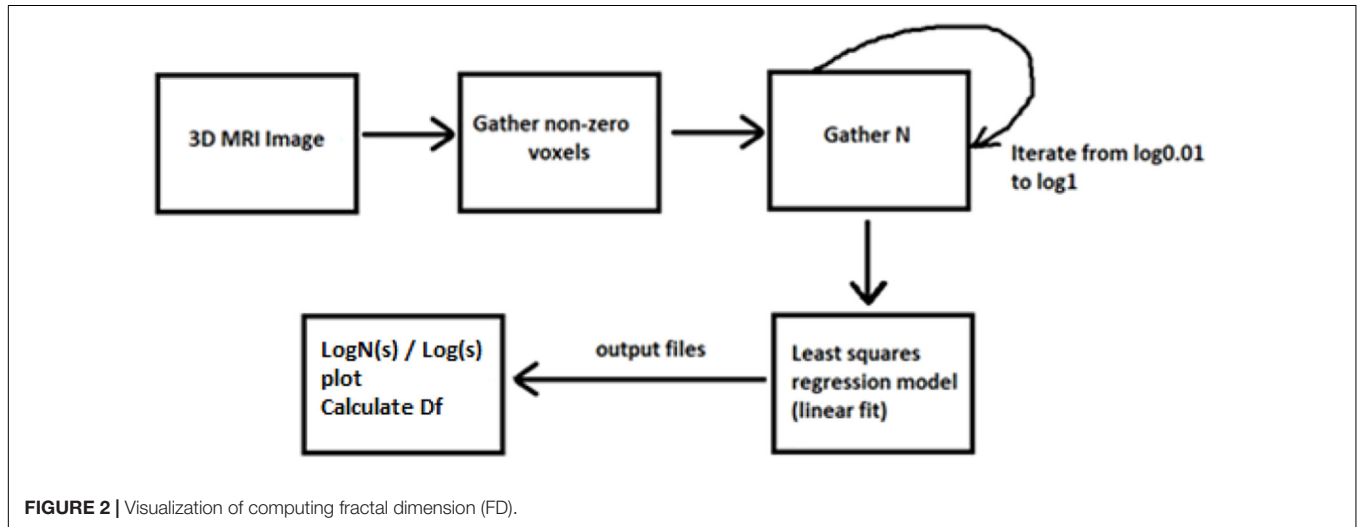 3D MRI Image
Gather non-zero
voxels
Gather N
Iterate from log0.01
to log1
Least squares
regression model
(linear fit)
output files
LogN(s) / Log(s)
plot
Calculate Df
FIGURE 2 | Visualization of computing fractal dimension (FD).